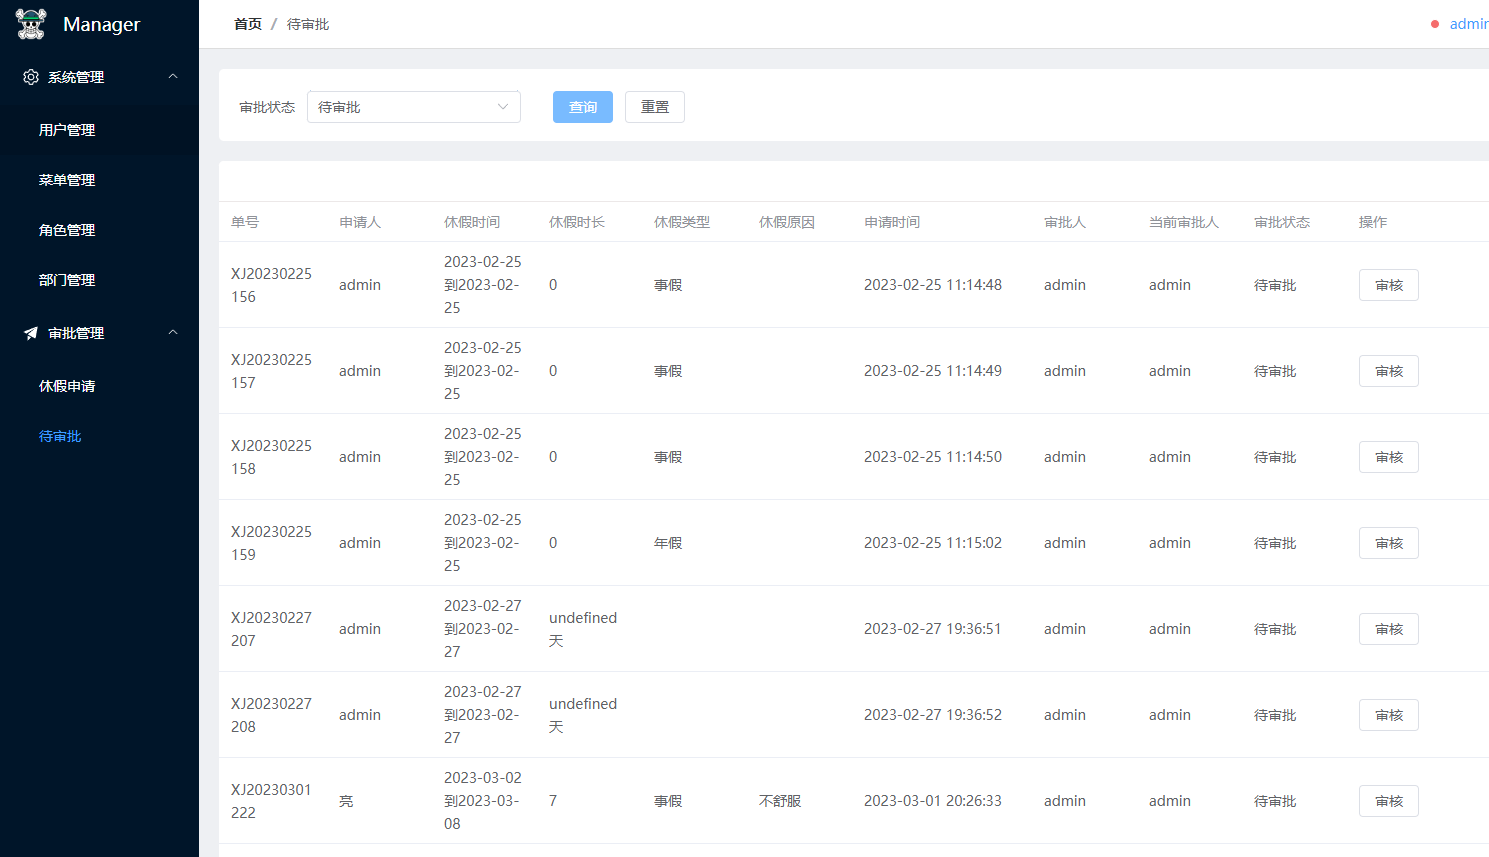 Manager
首页 / 待审批
admin
系统管理
用户管理
菜单管理
角色管理
部门管理
审批管理
休假申请
待审批
审批状态 待审批 查询 重置
单号 申请人 休假时间 休假时长 休假类型 休假原因 申请时间 审批人 当前审批人 审批状态 操作
XJ20230225156 admin 2023-02-25到2023-02-25 0 事假 2023-02-25 11:14:48 admin admin 待审批 审核
XJ20230225157 admin 2023-02-25到2023-02-25 0 事假 2023-02-25 11:14:49 admin admin 待审批 审核
XJ20230225158 admin 2023-02-25到2023-02-25 0 事假 2023-02-25 11:14:50 admin admin 待审批 审核
XJ20230225159 admin 2023-02-25到2023-02-25 0 年假 2023-02-25 11:15:02 admin admin 待审批 审核
XJ20230227207 admin 2023-02-27到2023-02-27 undefined天 2023-02-27 19:36:51 admin admin 待审批 审核
XJ20230227208 admin 2023-02-27到2023-02-27 undefined天 2023-02-27 19:36:52 admin admin 待审批 审核
XJ20230301222 亮 2023-03-02到2023-03-08 7 事假 不舒服 2023-03-01 20:26:33 admin admin 待审批 审核